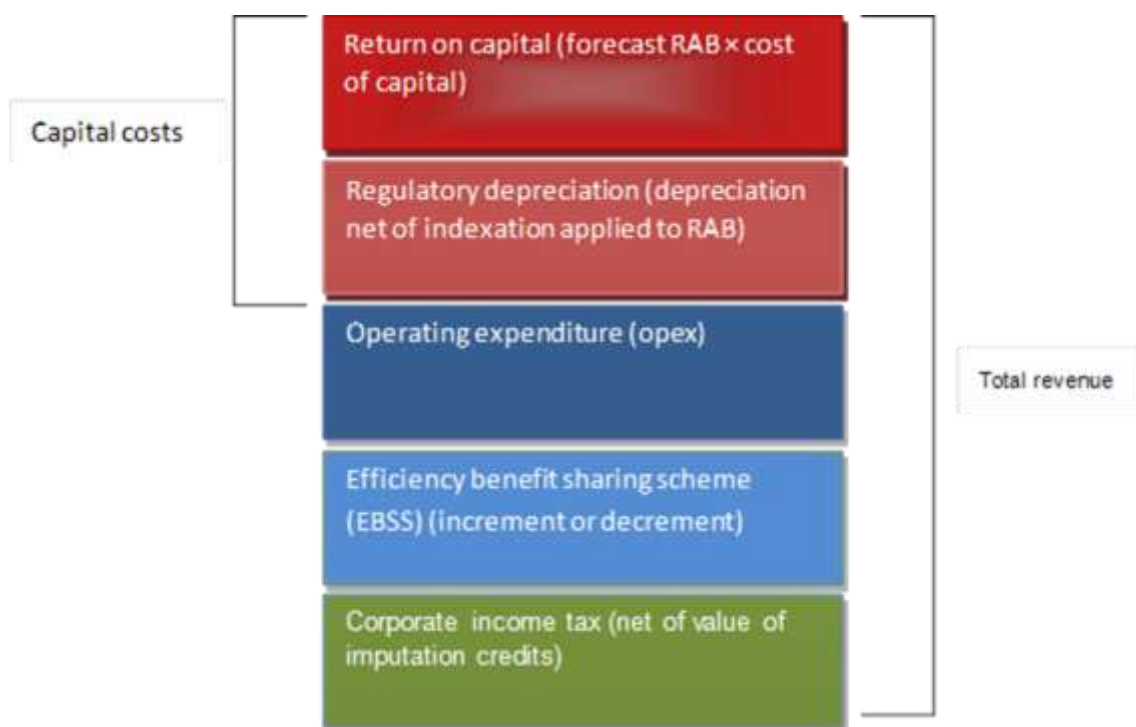 Return on capital (forecast RAB × cost
of capital)
Capital costs
Regulatory depreciation (depreciation
net of indexation applied to RAB)
Operating expenditure (opex)
Total revenue
Efficiency benefit sharing scheme
(EBSS) (increment or decrement)
Corporate income tax (net of value of
imputation credits)